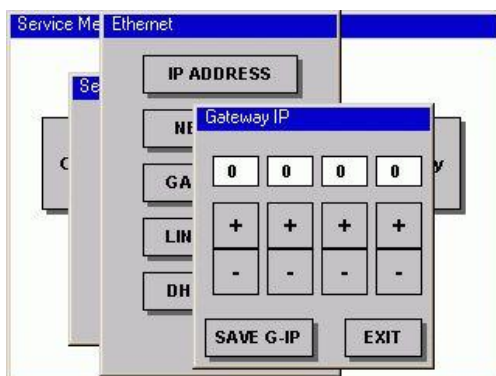 Service Me
Ethernet
Se
IP ADDRESS
Gateway IP
NE
0 0 0 0
GA
+ + + +
LIN
- - - -
DH
SAVE G-IP EXIT